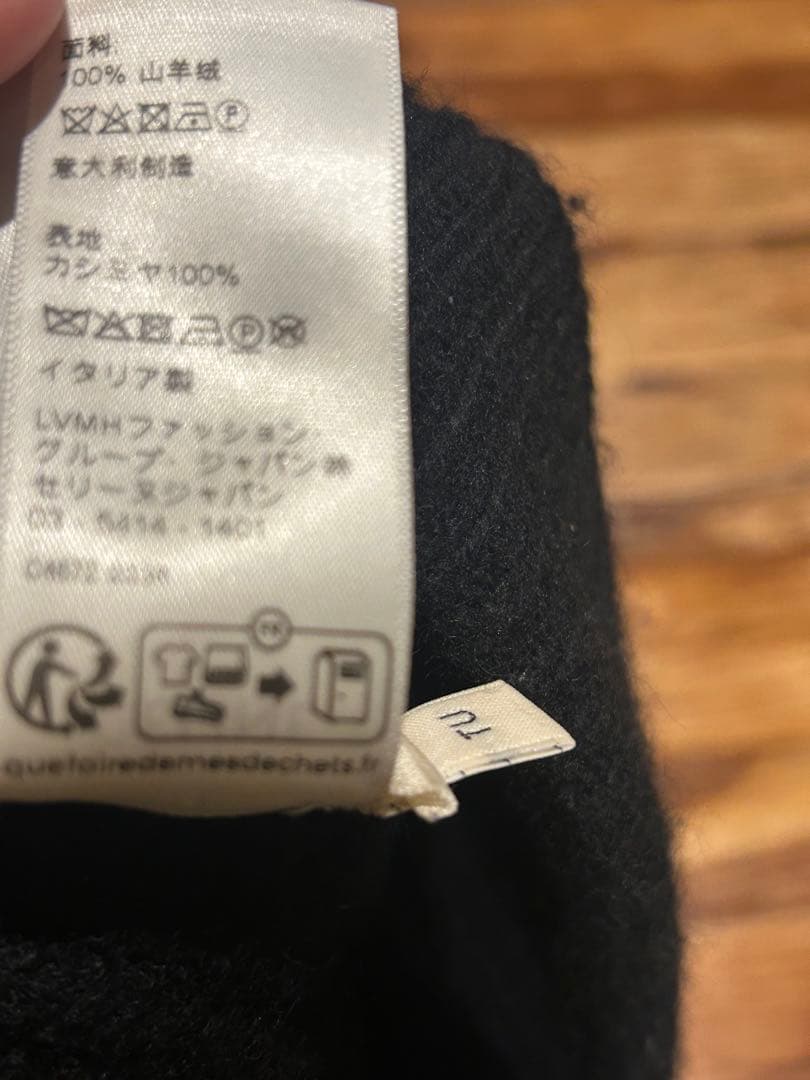 面料:
100% 山羊绒
意大利制造
表地
カシミヤ100%
イタリア製
LVMHファッション・
グループ・ジャパン㈱
セリーヌジャパン
03 - 5414 - 1401
FR
quefairedemesdechets.fr
TU